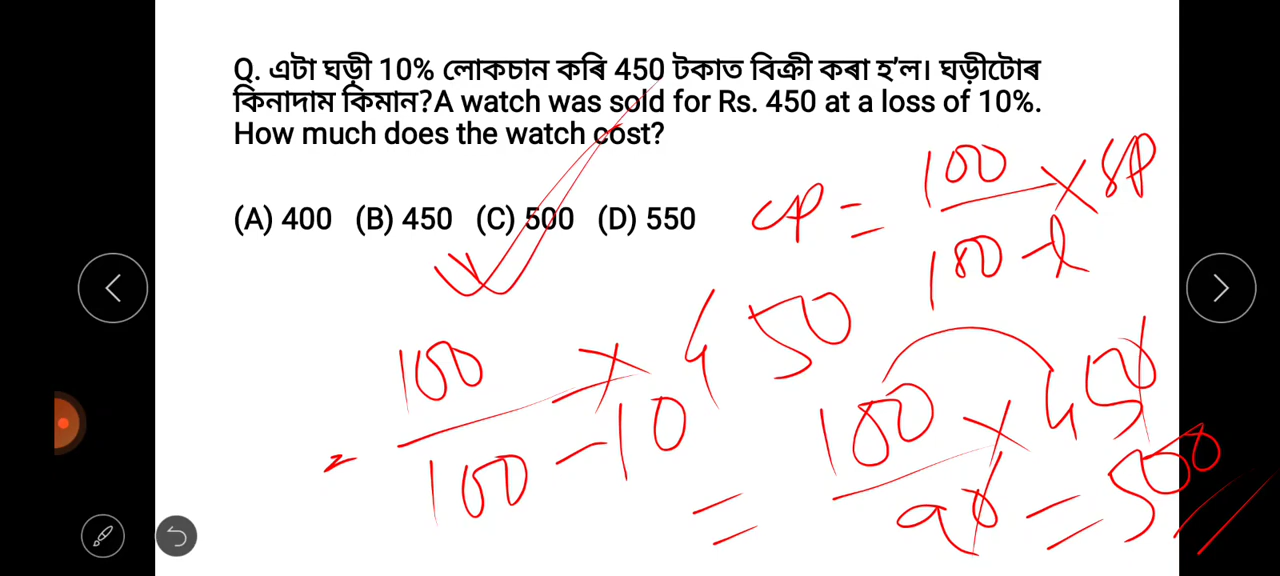 Q. এটা ঘড়ী 10% লোকচান কৰি 450 টকাত বিক্ৰী কৰা হ'ল। ঘড়ীটোৰ
কিনাদাম কিমান?A watch was sold for Rs. 450 at a loss of 10%.
How much does the watch cost?
(A) 400 (B) 450 (C) 500 (D) 550
CP = 100/100-l × SP
= 100/100-10 × 450
= 100 × 450/90 = 500